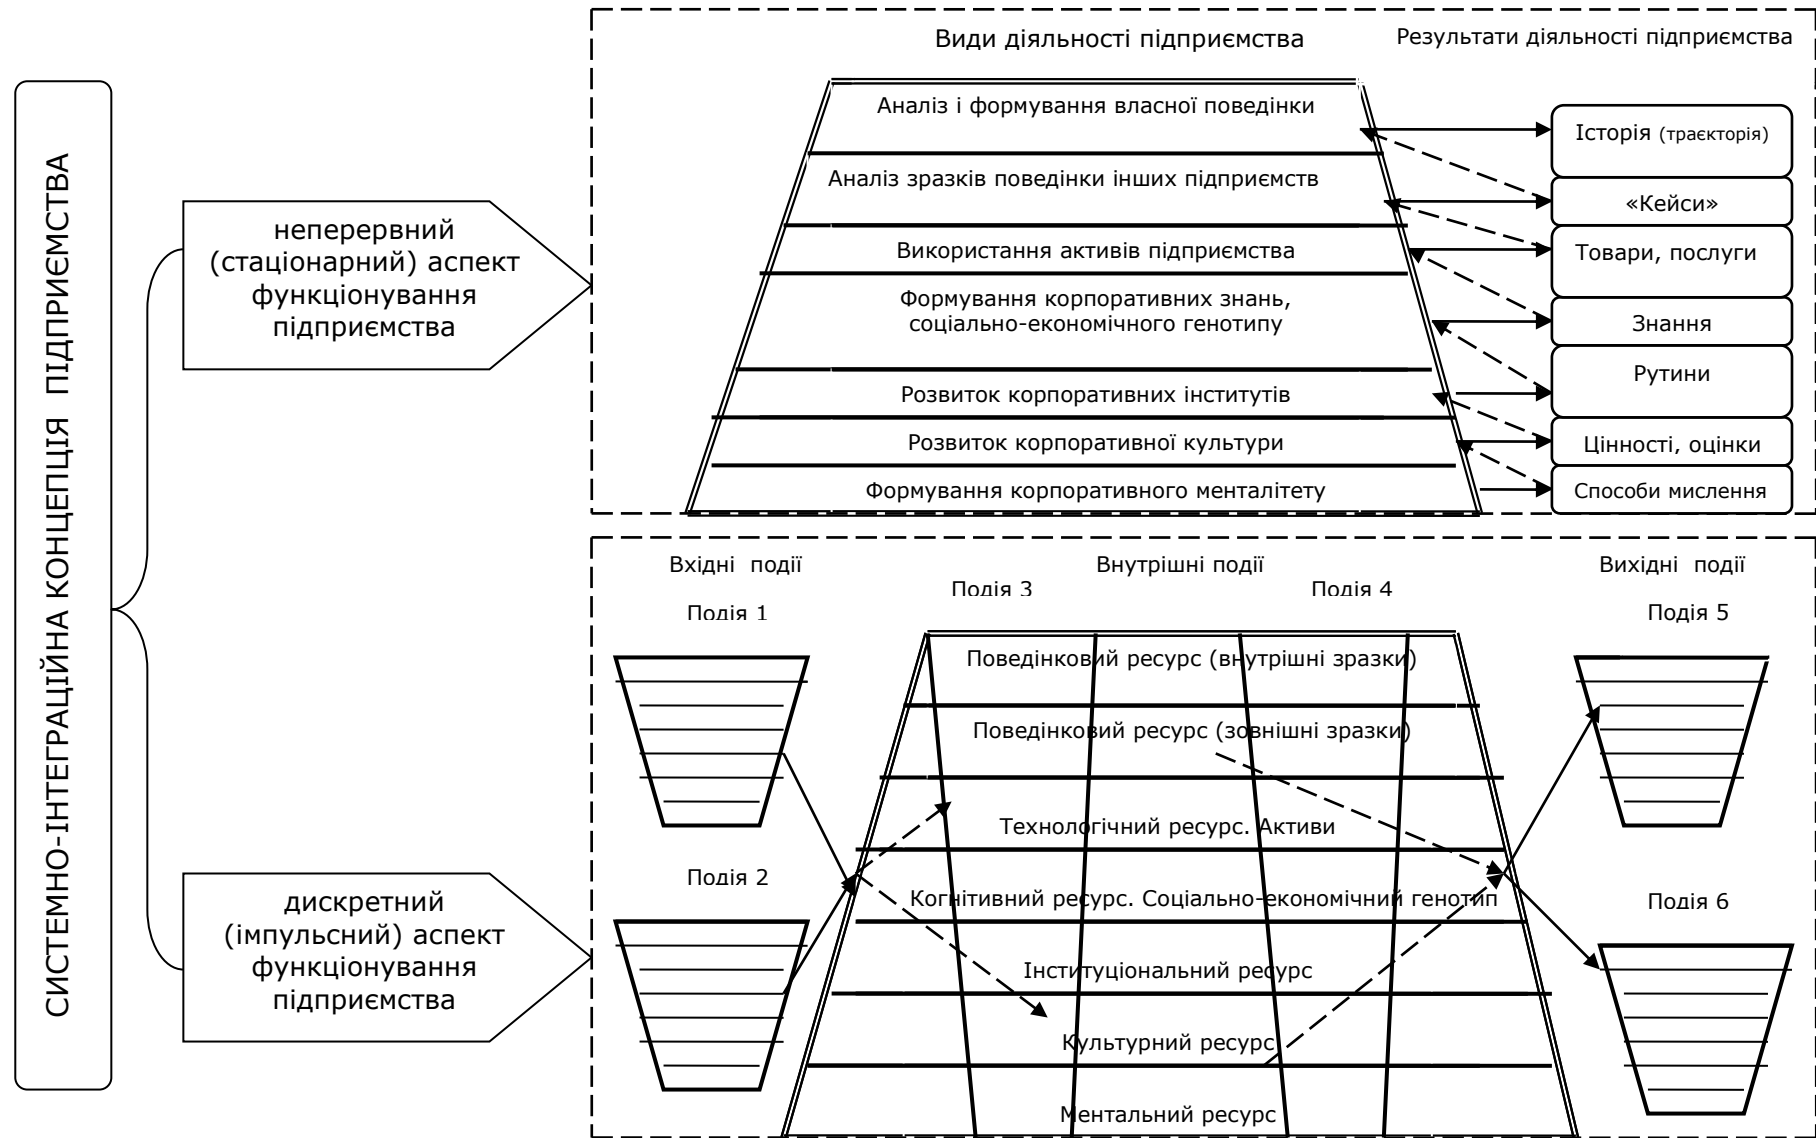 СИСТЕМНО-ІНТЕГРАЦІЙНА КОНЦЕПЦІЯ ПІДПРИЄМСТВА
неперервний
(стаціонарний) аспект
функціонування
підприємства
Види діяльності підприємства
Результати діяльності підприємства
Аналіз і формування власної поведінки
Історія (траєкторія)
Аналіз зразків поведінки інших підприємств
«Кейси»
Використання активів підприємства
Товари, послуги
Формування корпоративних знань,
соціально-економічного генотипу
Знання
Рутини
Розвиток корпоративних інститутів
Розвиток корпоративної культури
Цінності, оцінки
Формування корпоративного менталітету
Способи мислення
дискретний
(імпульсний) аспект
функціонування
підприємства
Вхідні події
Внутрішні події
Вихідні події
Подія 3
Подія 4
Подія 1
Подія 5
Поведінковий ресурс (внутрішні зразки)
Поведінковий ресурс (зовнішні зразки)
Технологічний ресурс. Активи
Подія 2
Когнітивний ресурс. Соціально-економічний генотип
Подія 6
Інституціональний ресурс
Культурний ресурс
Ментальний ресурс